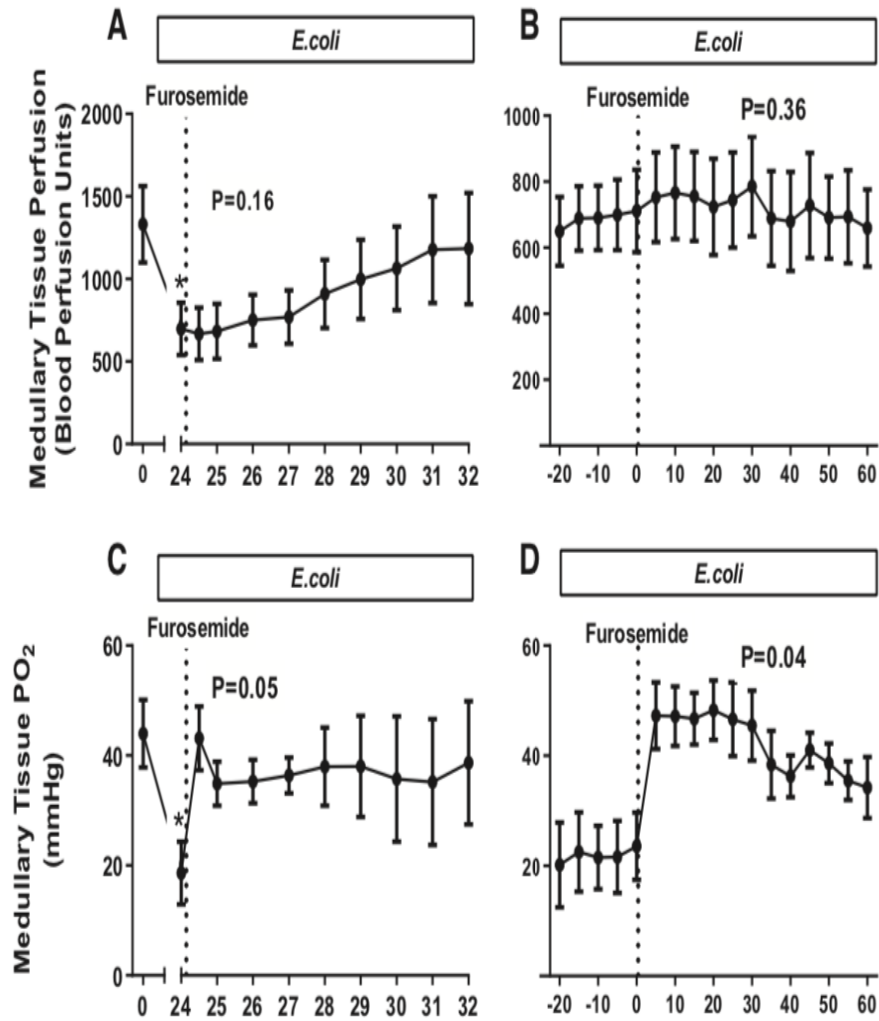 A
E.coli
Furosemide
Medullary Tissue Perfusion
(Blood Perfusion Units)
2000
1500
1000
500
0
P=0.16
*
0 24 25 26 27 28 29 30 31 32
B
E.coli
Furosemide
P=0.36
1000
800
600
400
200
-20 -10 0 10 20 30 40 50 60
C
E.coli
Furosemide
Medullary Tissue PO₂
(mmHg)
60
40
20
0
P=0.05
*
0 24 25 26 27 28 29 30 31 32
D
E.coli
Furosemide
P=0.04
60
40
20
-20 -10 0 10 20 30 40 50 60